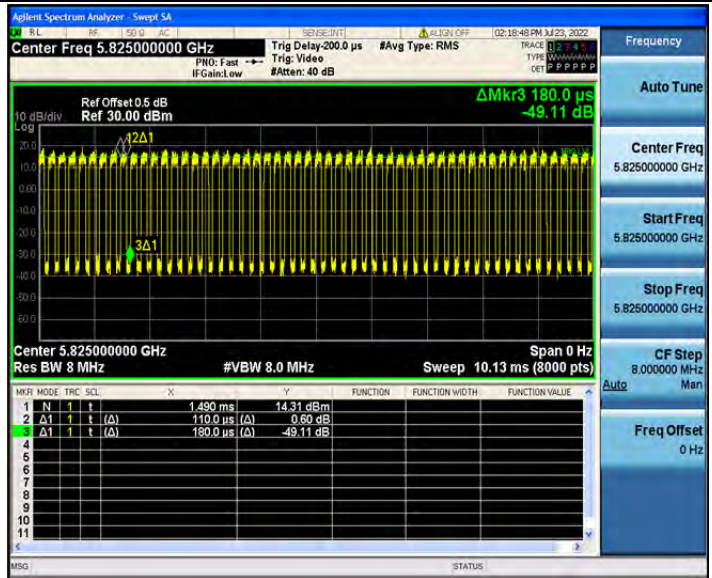 Agilent Spectrum Analyzer - Swept SA
RL RF 50 Ω AC SENSE:INT ALIGN OFF 02:18:48 PM Jul 23, 2022
Center Freq 5.825000000 GHz
PNO: Fast
IFGain:Low
Trig Delay-200.0 µs
Trig: Video
#Atten: 40 dB
#Avg Type: RMS
TRACE 1 2 3 4 5 6
TYPE
DET P P P P P P
Frequency
ΔMkr3 180.0 µs
-49.11 dB
Ref Offset 0.5 dB
10 dB/div Ref 30.00 dBm
Log
20.0
10.0
0.00
-10.0
-20.0
-30.0
-40.0
-50.0
-60.0
1 2Δ1
3Δ1
Center 5.825000000 GHz Span 0 Hz
Res BW 8 MHz #VBW 8.0 MHz Sweep 10.13 ms (8000 pts)
MKR MODE TRC SCL X Y FUNCTION FUNCTION WIDTH FUNCTION VALUE
1 N 1 t 1.490 ms 14.31 dBm
2 Δ1 1 t (Δ) 110.0 µs (Δ) 0.60 dB
3 Δ1 1 t (Δ) 180.0 µs (Δ) -49.11 dB
4
5
6
7
8
9
10
11
MSG STATUS
Auto Tune
Center Freq
5.825000000 GHz
Start Freq
5.825000000 GHz
Stop Freq
5.825000000 GHz
CF Step
8.000000 MHz
Auto Man
Freq Offset
0 Hz